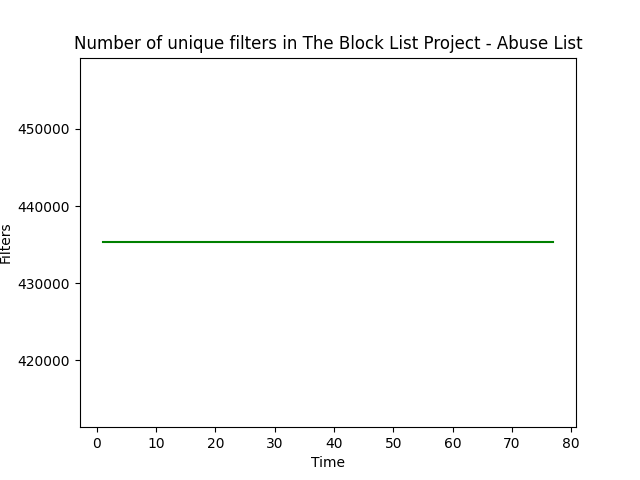 Number of unique filters in The Block List Project - Abuse List
450000
440000
430000
420000
Filters
0 10 20 30 40 50 60 70 80
Time